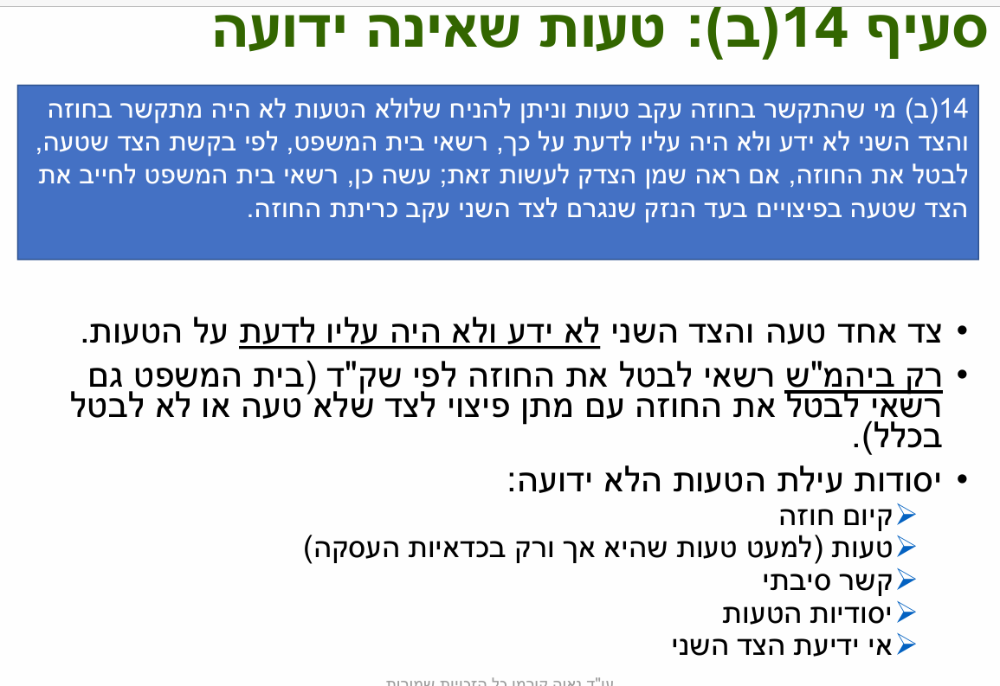 סעיף 14(ב): טעות שאינה ידועה
14(ב) מי שהתקשר בחוזה עקב טעות וניתן להניח שלולא הטעות לא היה מתקשר בחוזה
והצד השני לא ידע ולא היה עליו לדעת על כך, רשאי בית המשפט, לפי בקשת הצד שטעה,
לבטל את החוזה, אם ראה שמן הצדק לעשות זאת; עשה כן, רשאי בית המשפט לחייב את
הצד שטעה בפיצויים בעד הנזק שנגרם לצד השני עקב כריתת החוזה.
• צד אחד טעה והצד השני לא ידע ולא היה עליו לדעת על הטעות.
• רק ביהמ"ש רשאי לבטל את החוזה לפי שק"ד (בית המשפט גם
רשאי לבטל את החוזה עם מתן פיצוי לצד שלא טעה או לא לבטל
בכלל).
• יסודות עילת הטעות הלא ידועה:
➢ קיום חוזה
➢ טעות (למעט טעות שהיא אך ורק בכדאיות העסקה)
➢ קשר סיבתי
➢ יסודיות הטעות
➢ אי ידיעת הצד השני
כל הזכויות שמורות